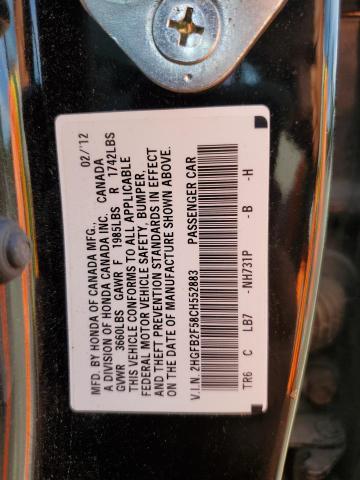 MFD. BY HONDA OF CANADA MFG., 02/'12
A DIVISION OF HONDA CANADA INC. CANADA
GVWR 3660LBS GAWR F 1985LBS R 1742LBS
THIS VEHICLE CONFORMS TO ALL APPLICABLE
FEDERAL MOTOR VEHICLE SAFETY, BUMPER,
AND THEFT PREVENTION STANDARDS IN EFFECT
ON THE DATE OF MANUFACTURE SHOWN ABOVE.
V.I.N. 2HGFB2F58CH552883 PASSENGER CAR
TR6 C LB7 - NH731P - B - H